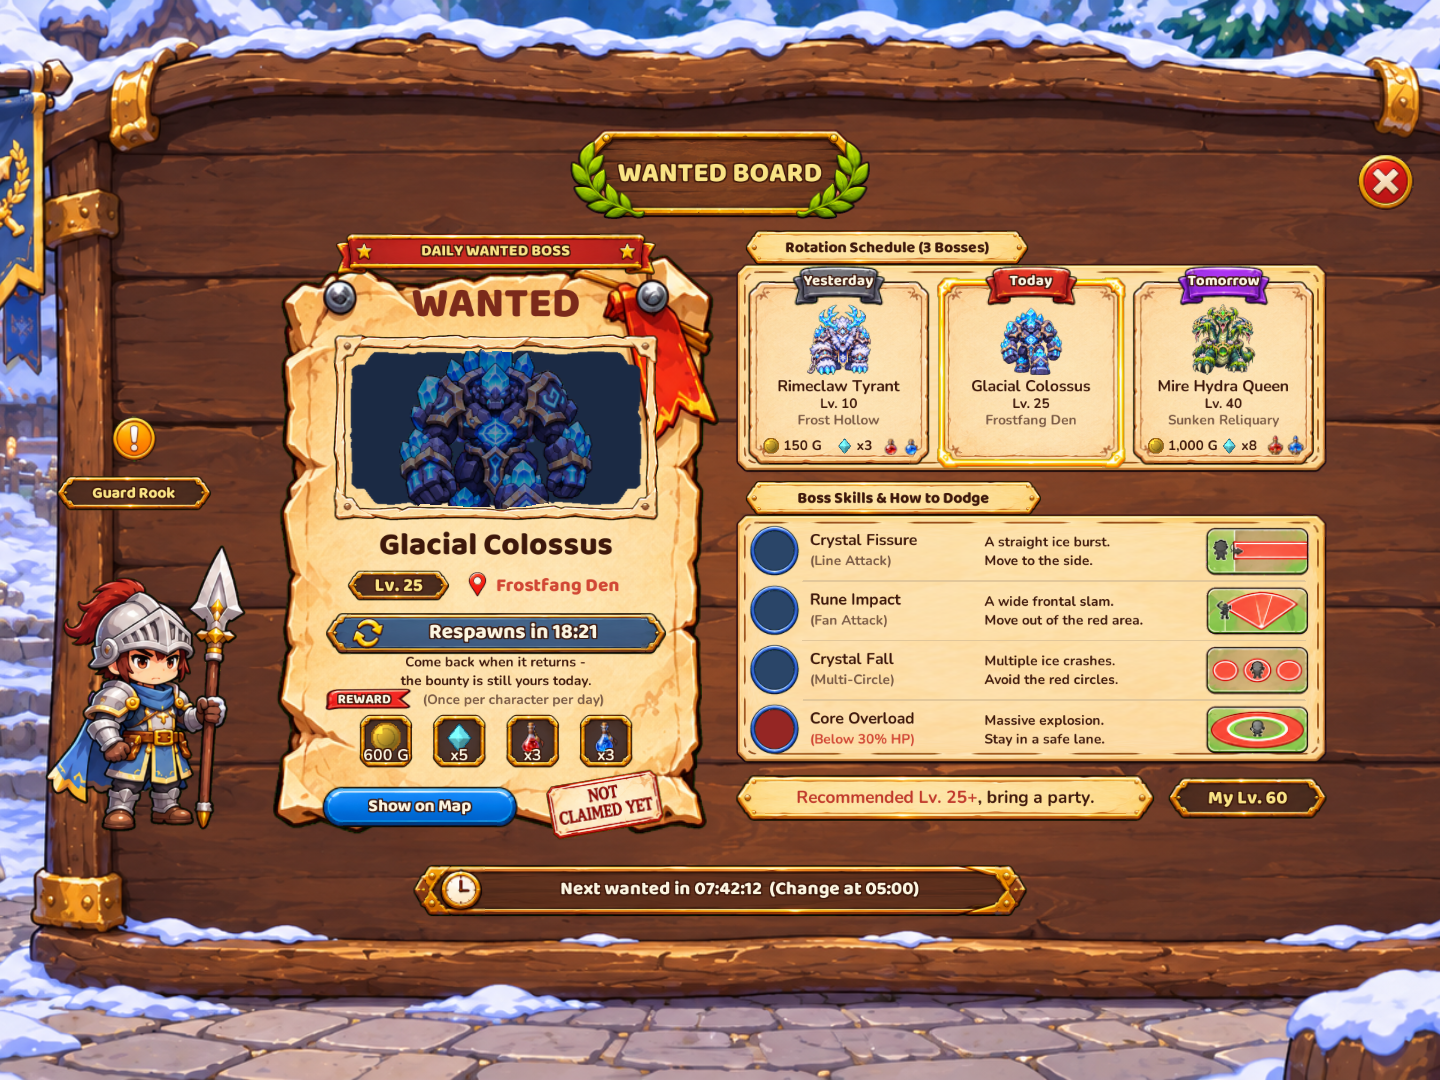 WANTED BOARD
DAILY WANTED BOSS
WANTED
Glacial Colossus
Lv. 25
Frostfang Den
Respawns in 18:21
Come back when it returns -
the bounty is still yours today.
REWARD
(Once per character per day)
600 G
x5
x3
x3
Show on Map
NOT
CLAIMED YET
Guard Rook
Rotation Schedule (3 Bosses)
Yesterday
Rimeclaw Tyrant
Lv. 10
Frost Hollow
150 G
x3
Today
Glacial Colossus
Lv. 25
Frostfang Den
Tomorrow
Mire Hydra Queen
Lv. 40
Sunken Reliquary
1,000 G
x8
Boss Skills & How to Dodge
Crystal Fissure
(Line Attack)
A straight ice burst.
Move to the side.
Rune Impact
(Fan Attack)
A wide frontal slam.
Move out of the red area.
Crystal Fall
(Multi-Circle)
Multiple ice crashes.
Avoid the red circles.
Core Overload
(Below 30% HP)
Massive explosion.
Stay in a safe lane.
Recommended Lv. 25+, bring a party.
My Lv. 60
Next wanted in 07:42:12 (Change at 05:00)